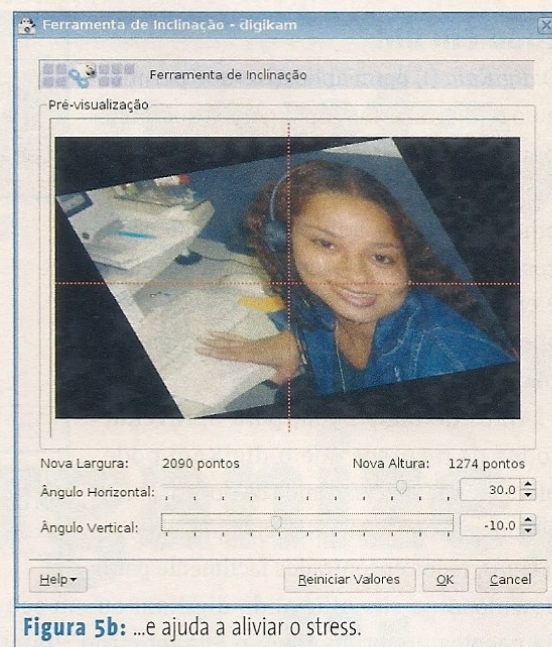 Ferramenta de Inclinação - digikam
Ferramenta de Inclinação
Pré-visualização
Nova Largura: 2090 pontos Nova Altura: 1274 pontos
Ângulo Horizontal: 30.0
Ângulo Vertical: -10.0
Help Reiniciar Valores OK Cancel
Figura 5b: ...e ajuda a aliviar o stress.